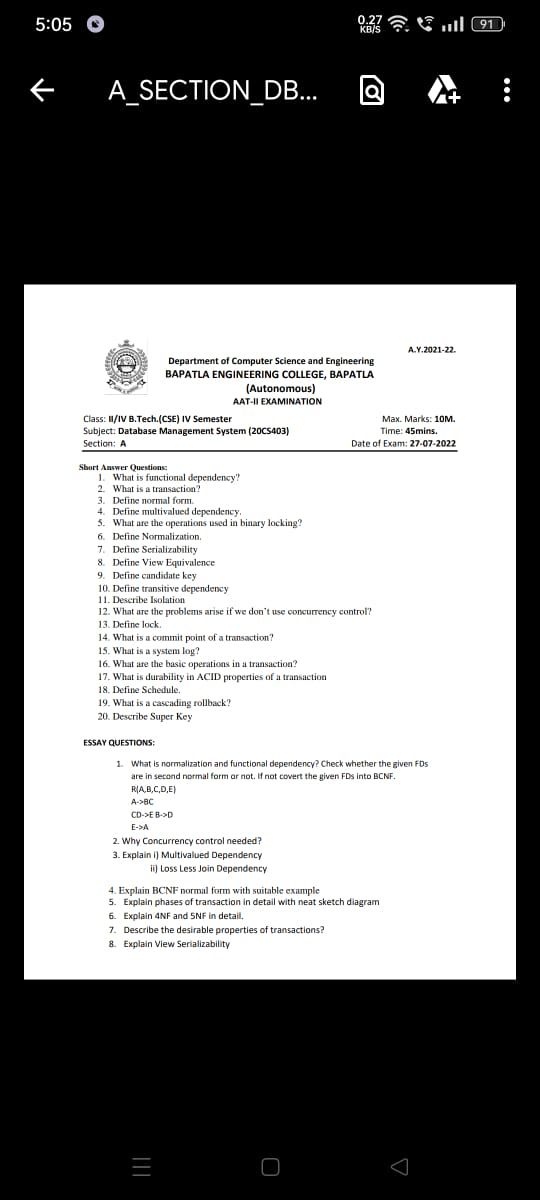 5:05
0.27
KB/S
91
A_SECTION_DB...
A.Y.2021-22.
Department of Computer Science and Engineering
BAPATLA ENGINEERING COLLEGE, BAPATLA
(Autonomous)
AAT-II EXAMINATION
Class: II/IV B.Tech.(CSE) IV Semester Max. Marks: 10M.
Subject: Database Management System (20CS403) Time: 45mins.
Section: A Date of Exam: 27-07-2022
Short Answer Questions:
1. What is functional dependency?
2. What is a transaction?
3. Define normal form.
4. Define multivalued dependency.
5. What are the operations used in binary locking?
6. Define Normalization.
7. Define Serializability
8. Define View Equivalence
9. Define candidate key
10. Define transitive dependency
11. Describe Isolation
12. What are the problems arise if we don't use concurrency control?
13. Define lock.
14. What is a commit point of a transaction?
15. What is a system log?
16. What are the basic operations in a transaction?
17. What is durability in ACID properties of a transaction
18. Define Schedule.
19. What is a cascading rollback?
20. Describe Super Key
ESSAY QUESTIONS:
1. What is normalization and functional dependency? Check whether the given FDs
are in second normal form or not. If not covert the given FDs into BCNF.
R(A,B,C,D,E)
A->BC
CD->E B->D
E->A
2. Why Concurrency control needed?
3. Explain i) Multivalued Dependency
ii) Loss Less Join Dependency
4. Explain BCNF normal form with suitable example
5. Explain phases of transaction in detail with neat sketch diagram
6. Explain 4NF and 5NF in detail.
7. Describe the desirable properties of transactions?
8. Explain View Serializability